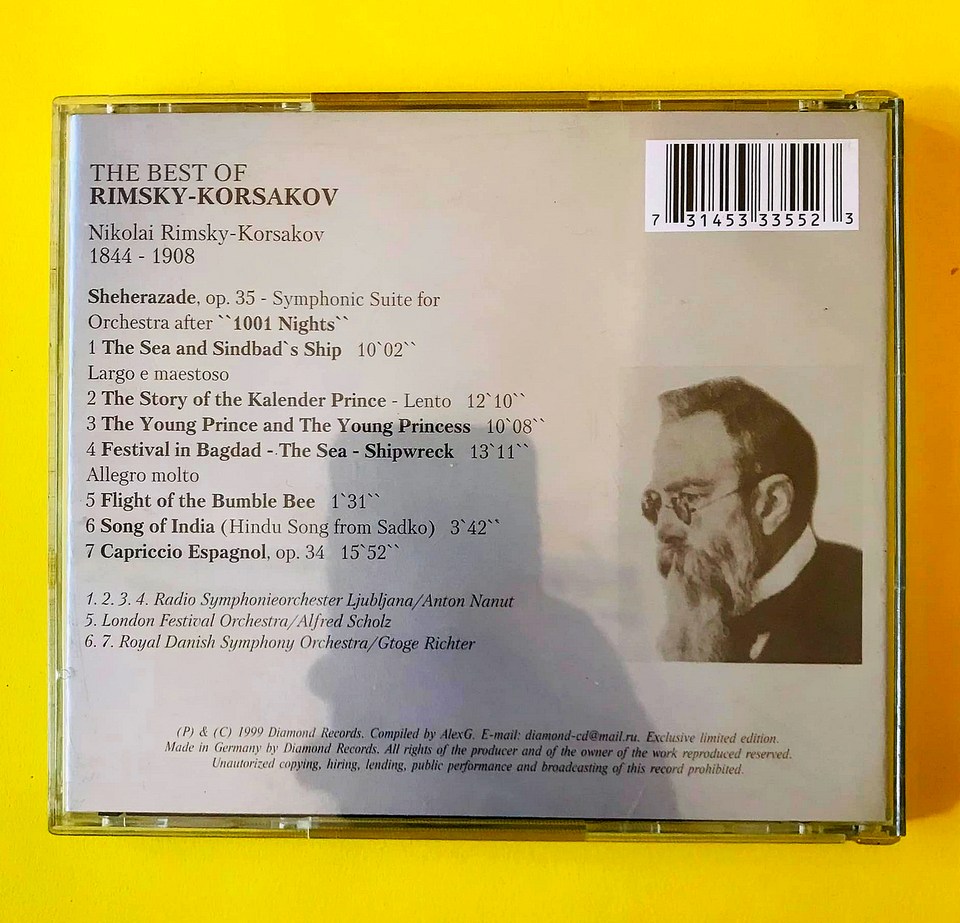 THE BEST OF
RIMSKY-KORSAKOV
Nikolai Rimsky-Korsakov
1844 - 1908
Sheherazade, op. 35 - Symphonic Suite for
Orchestra after ``1001 Nights``
1 The Sea and Sindbad`s Ship 10`02``
Largo e maestoso
2 The Story of the Kalender Prince - Lento 12`10``
3 The Young Prince and The Young Princess 10`08``
4 Festival in Bagdad - The Sea - Shipwreck 13`11``
Allegro molto
5 Flight of the Bumble Bee 1`31``
6 Song of India (Hindu Song from Sadko) 3`42``
7 Capriccio Espagnol, op. 34 15`52``
1. 2. 3. 4. Radio Symphonieorchester Ljubljana/Anton Nanut
5. London Festival Orchestra/Alfred Scholz
6. 7. Royal Danish Symphony Orchestra/Gtoge Richter
(P) & (C) 1999 Diamond Records. Compiled by AlexG. E-mail: diamond-cd@mail.ru. Exclusive limited edition.
Made in Germany by Diamond Records. All rights of the producer and of the owner of the work reproduced reserved.
Unautorized copying, hiring, lending, public performance and broadcasting of this record prohibited.
7 31453 33552 3